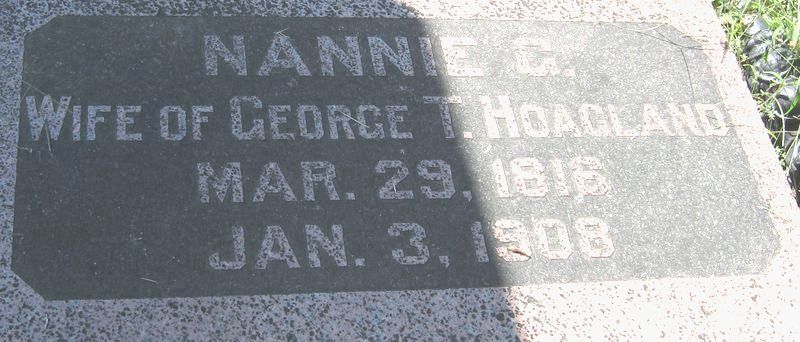 NANNIE G.
WIFE OF GEORGE T. HOAGLAND
MAR. 29, 1816
JAN. 3, 1908